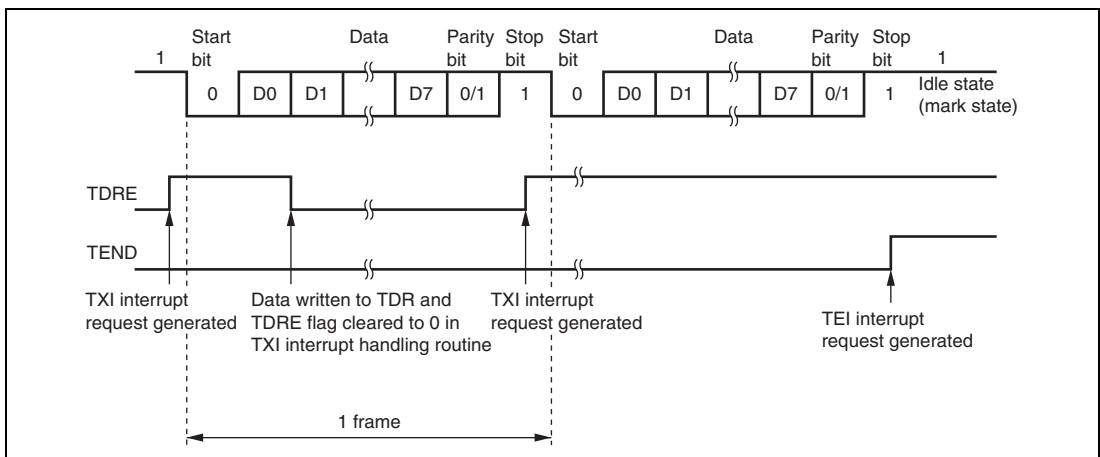 Start bit
Data
Parity bit
Stop bit
Start bit
Data
Parity bit
Stop bit
1
0
D0
D1
D7
0/1
1
0
D0
D1
D7
0/1
1
1
Idle state
(mark state)
TDRE
TEND
TXI interrupt
request generated
Data written to TDR and
TDRE flag cleared to 0 in
TXI interrupt handling routine
TXI interrupt
request generated
TEI interrupt
request generated
1 frame